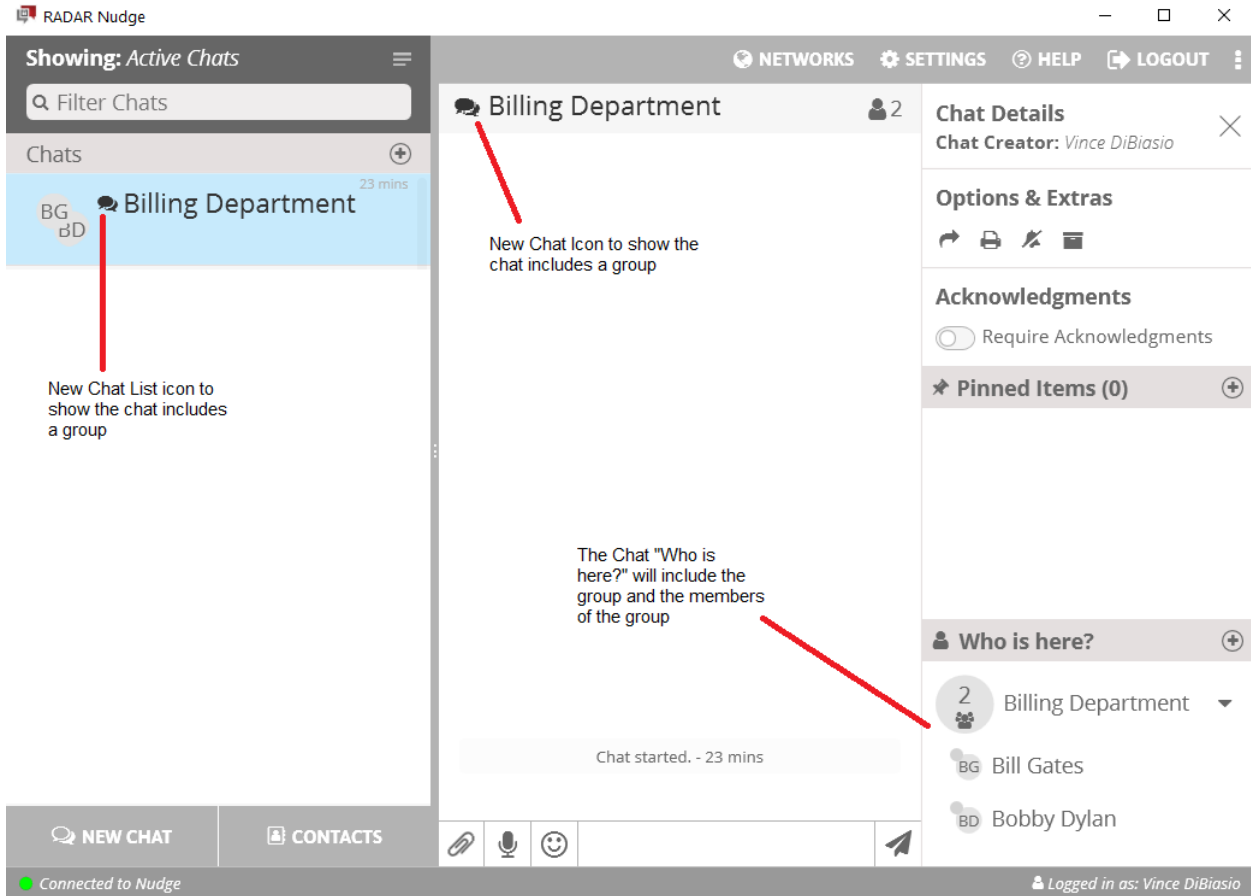 RADAR Nudge
Showing: Active Chats
NETWORKS SETTINGS HELP LOGOUT
Filter Chats
Chats
23 mins
BG
BD
Billing Department
New Chat List icon to
show the chat includes
a group
NEW CHAT
CONTACTS
Billing Department
2
New Chat Icon to show the
chat includes a group
The Chat "Who is
here?" will include the
group and the members
of the group
Chat started. - 23 mins
Chat Details
Chat Creator: Vince DiBiasio
Options & Extras
Acknowledgments
Require Acknowledgments
Pinned Items (0)
Who is here?
2
Billing Department
BG Bill Gates
BD Bobby Dylan
Connected to Nudge
Logged in as: Vince DiBiasio